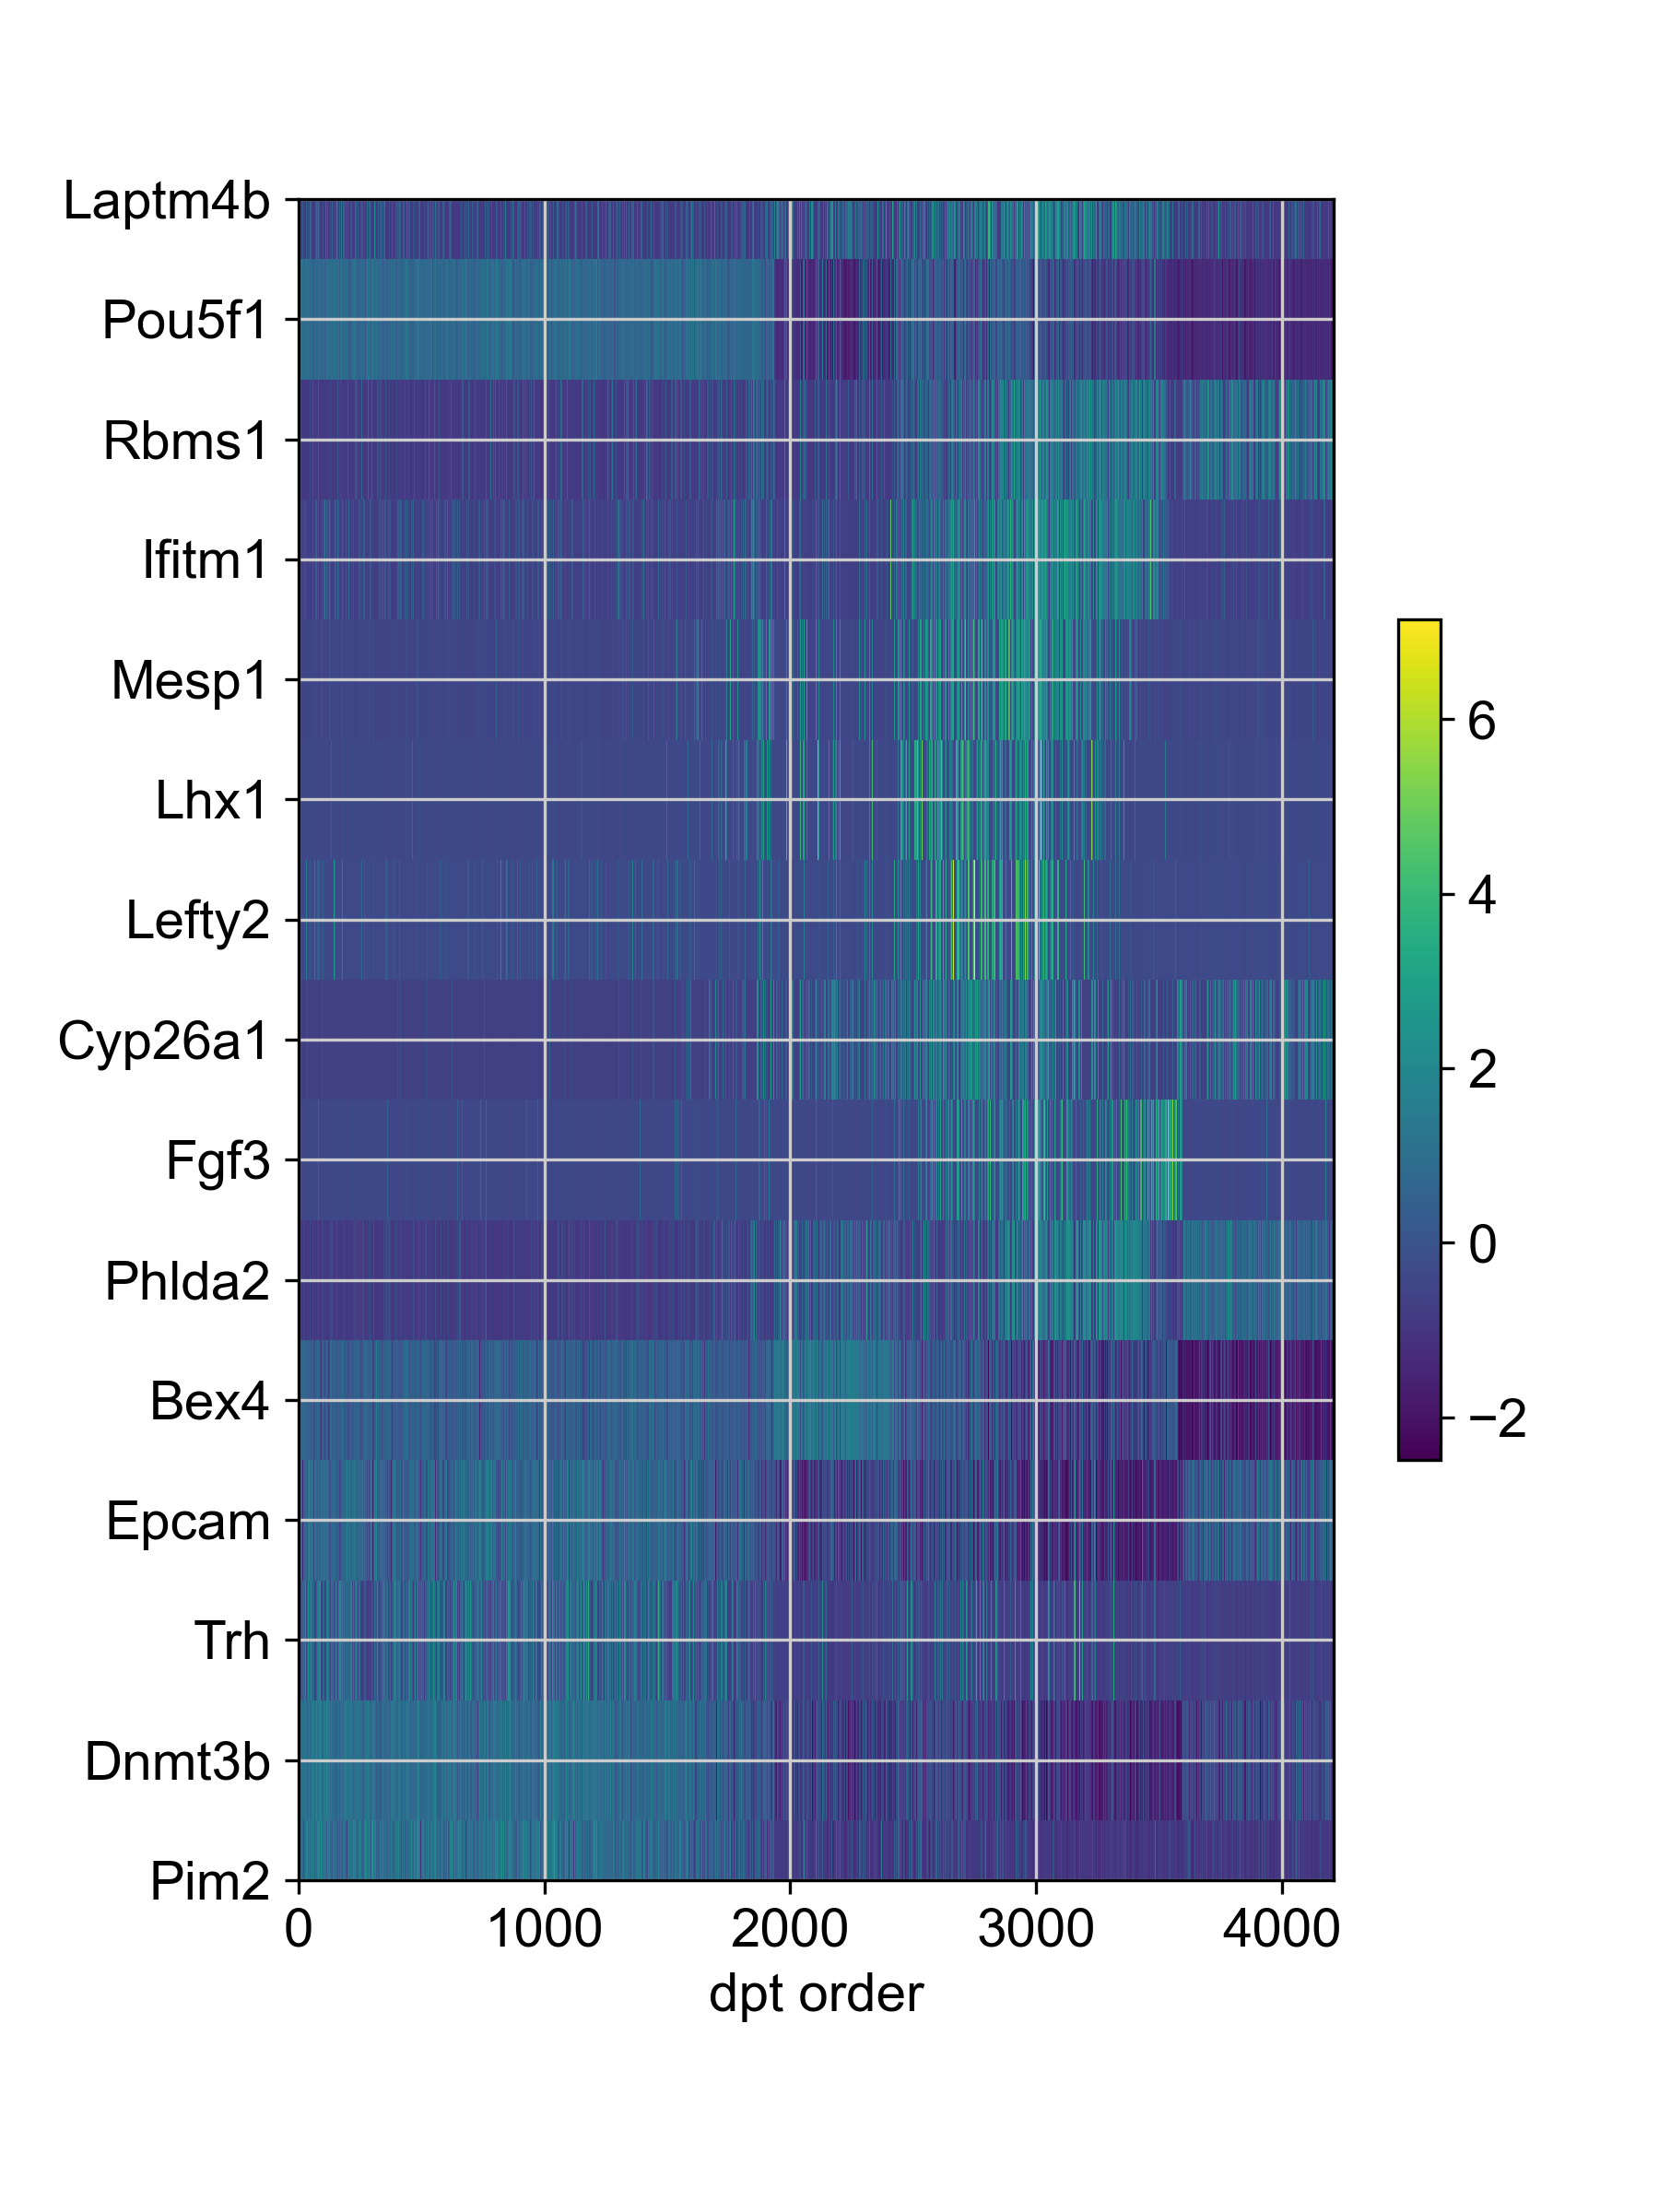 Laptm4b
Pou5f1
Rbms1
Ifitm1
Mesp1
Lhx1
Lefty2
Cyp26a1
Fgf3
Phlda2
Bex4
Epcam
Trh
Dnmt3b
Pim2
0 1000 2000 3000 4000
dpt order
6
4
2
0
−2